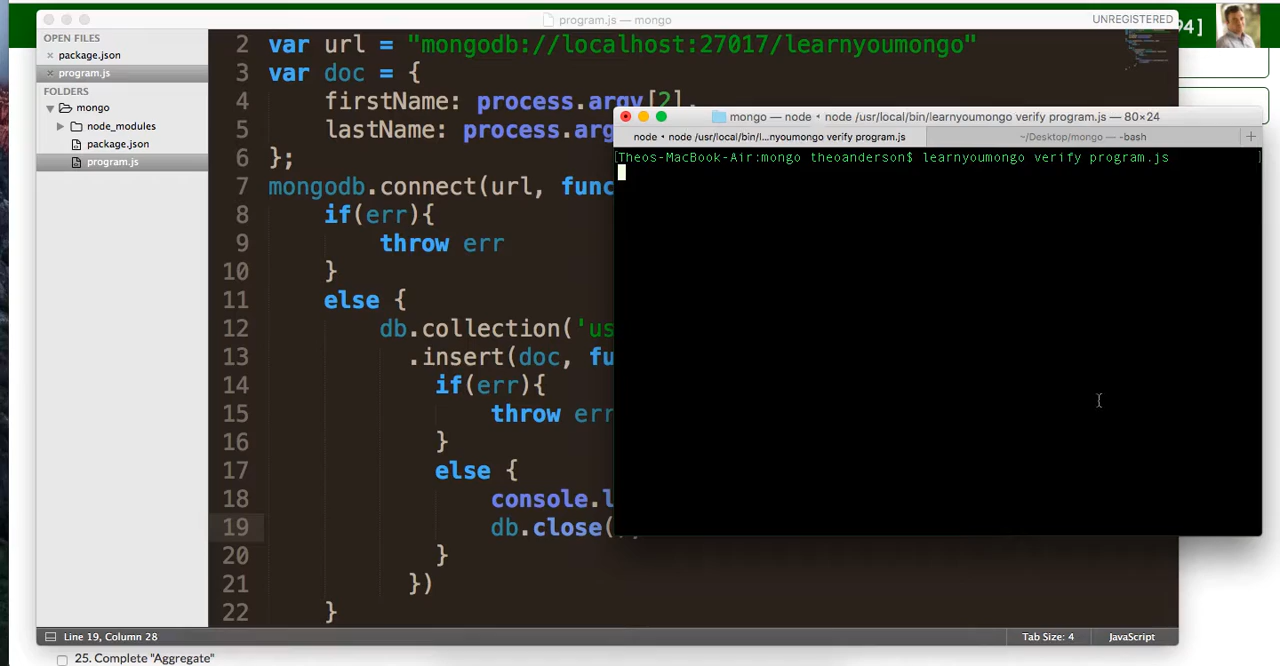 program.js — mongo
UNREGISTERED
94]
OPEN FILES
× package.json
× program.js
FOLDERS
mongo
node_modules
package.json
program.js
2 var url = "mongodb://localhost:27017/learnyoumongo"
3 var doc = {
4 firstName: process.argv[2],
5 lastName: process.arg
6 };
7 mongodb.connect(url, func
8 if(err){
9 throw err
10 }
11 else {
12 db.collection('us
13 .insert(doc, fu
14 if(err){
15 throw err
16 }
17 else {
18 console.l
19 db.close(
20 }
21 })
22 }
mongo — node • node /usr/local/bin/learnyoumongo verify program.js — 80×24
node • node /usr/local/bin/l...nyoumongo verify program.js
~/Desktop/mongo — -bash
+
[Theos-MacBook-Air:mongo theoanderson$ learnyoumongo verify program.js ]
Line 19, Column 28
Tab Size: 4
JavaScript
25. Complete "Aggregate"